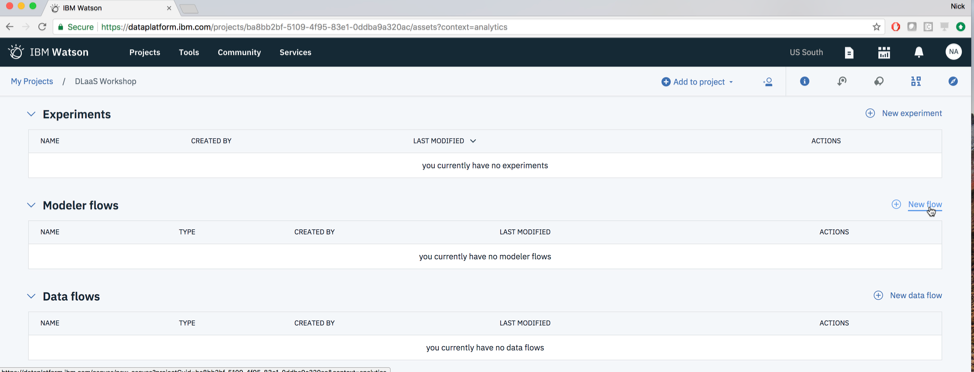 IBM Watson
Nick
Secure https://dataplatform.ibm.com/projects/ba8bb2bf-5109-4f95-83e1-0ddba9a320ac/assets?context=analytics
IBM Watson Projects Tools Community Services US South NA
My Projects / DLaaS Workshop Add to project
Experiments New experiment
NAME CREATED BY LAST MODIFIED ACTIONS
you currently have no experiments
Modeler flows New flow
NAME TYPE CREATED BY LAST MODIFIED ACTIONS
you currently have no modeler flows
Data flows New data flow
NAME TYPE CREATED BY LAST MODIFIED ACTIONS
you currently have no data flows